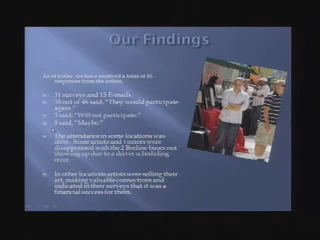 Our Findings
As of today, we have received a total of 46
responses from the artists.
31 surveys and 15 E-mails
35 out of 46 said, "They would participate
again."
3 said, "Will not participate."
8 said, "Maybe."
The attendance in some locations was
slow. Some artists and visitors were
disappointed with the 2 Beeline buses not
showing up due to a driver scheduling
error.
In other locations artists were selling their
art, making valuable connections and
indicated in their surveys that it was a
financial success for them.